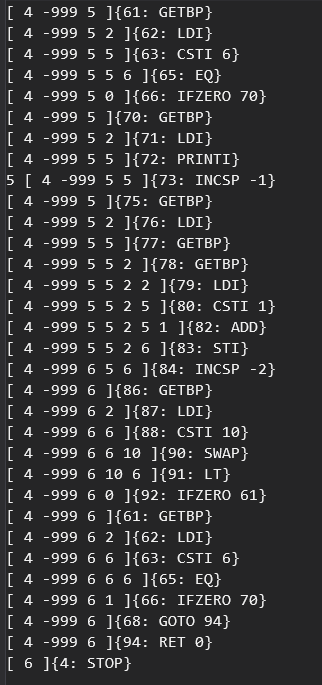 [ 4 -999 5 ]{61: GETBP}
[ 4 -999 5 2 ]{62: LDI}
[ 4 -999 5 5 ]{63: CSTI 6}
[ 4 -999 5 5 6 ]{65: EQ}
[ 4 -999 5 0 ]{66: IFZERO 70}
[ 4 -999 5 ]{70: GETBP}
[ 4 -999 5 2 ]{71: LDI}
[ 4 -999 5 5 ]{72: PRINTI}
5 [ 4 -999 5 5 ]{73: INCSP -1}
[ 4 -999 5 ]{75: GETBP}
[ 4 -999 5 2 ]{76: LDI}
[ 4 -999 5 5 ]{77: GETBP}
[ 4 -999 5 5 2 ]{78: GETBP}
[ 4 -999 5 5 2 2 ]{79: LDI}
[ 4 -999 5 5 2 5 ]{80: CSTI 1}
[ 4 -999 5 5 2 5 1 ]{82: ADD}
[ 4 -999 5 5 2 6 ]{83: STI}
[ 4 -999 6 5 6 ]{84: INCSP -2}
[ 4 -999 6 ]{86: GETBP}
[ 4 -999 6 2 ]{87: LDI}
[ 4 -999 6 6 ]{88: CSTI 10}
[ 4 -999 6 6 10 ]{90: SWAP}
[ 4 -999 6 10 6 ]{91: LT}
[ 4 -999 6 0 ]{92: IFZERO 61}
[ 4 -999 6 ]{61: GETBP}
[ 4 -999 6 2 ]{62: LDI}
[ 4 -999 6 6 ]{63: CSTI 6}
[ 4 -999 6 6 6 ]{65: EQ}
[ 4 -999 6 1 ]{66: IFZERO 70}
[ 4 -999 6 ]{68: GOTO 94}
[ 4 -999 6 ]{94: RET 0}
[ 6 ]{4: STOP}